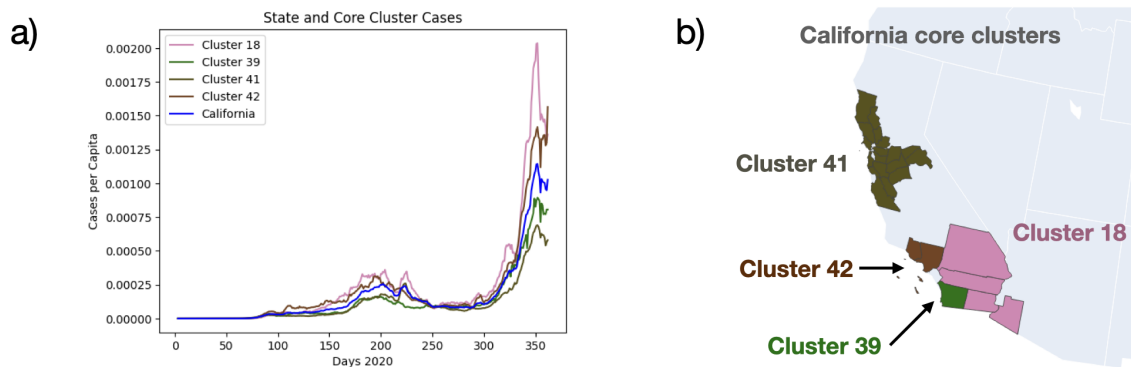 a)
State and Core Cluster Cases
Cases per Capita
0.00200
0.00175
0.00150
0.00125
0.00100
0.00075
0.00050
0.00025
0.00000
Cluster 18
Cluster 39
Cluster 41
Cluster 42
California
0 50 100 150 200 250 300 350
Days 2020
b)
California core clusters
Cluster 41
Cluster 18
Cluster 42
Cluster 39